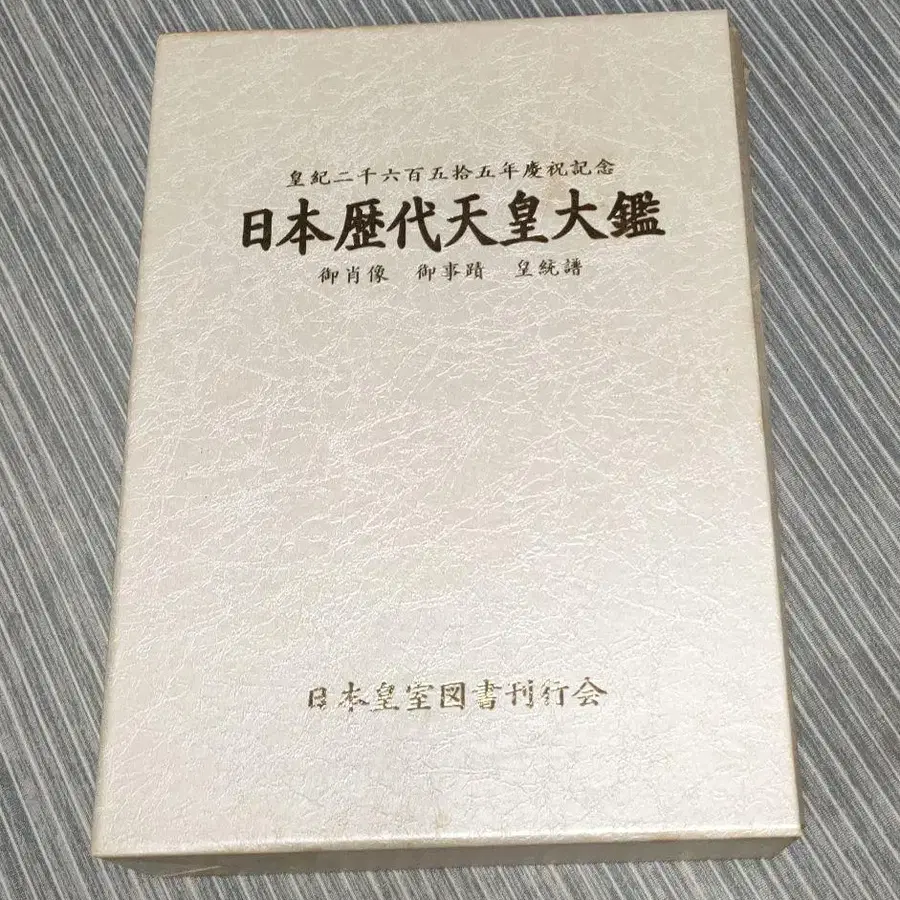 皇紀二千六百五拾五年慶祝記念
日本歴代天皇大鑑
御肖像 御事蹟 皇統譜
日本皇室図書刊行会